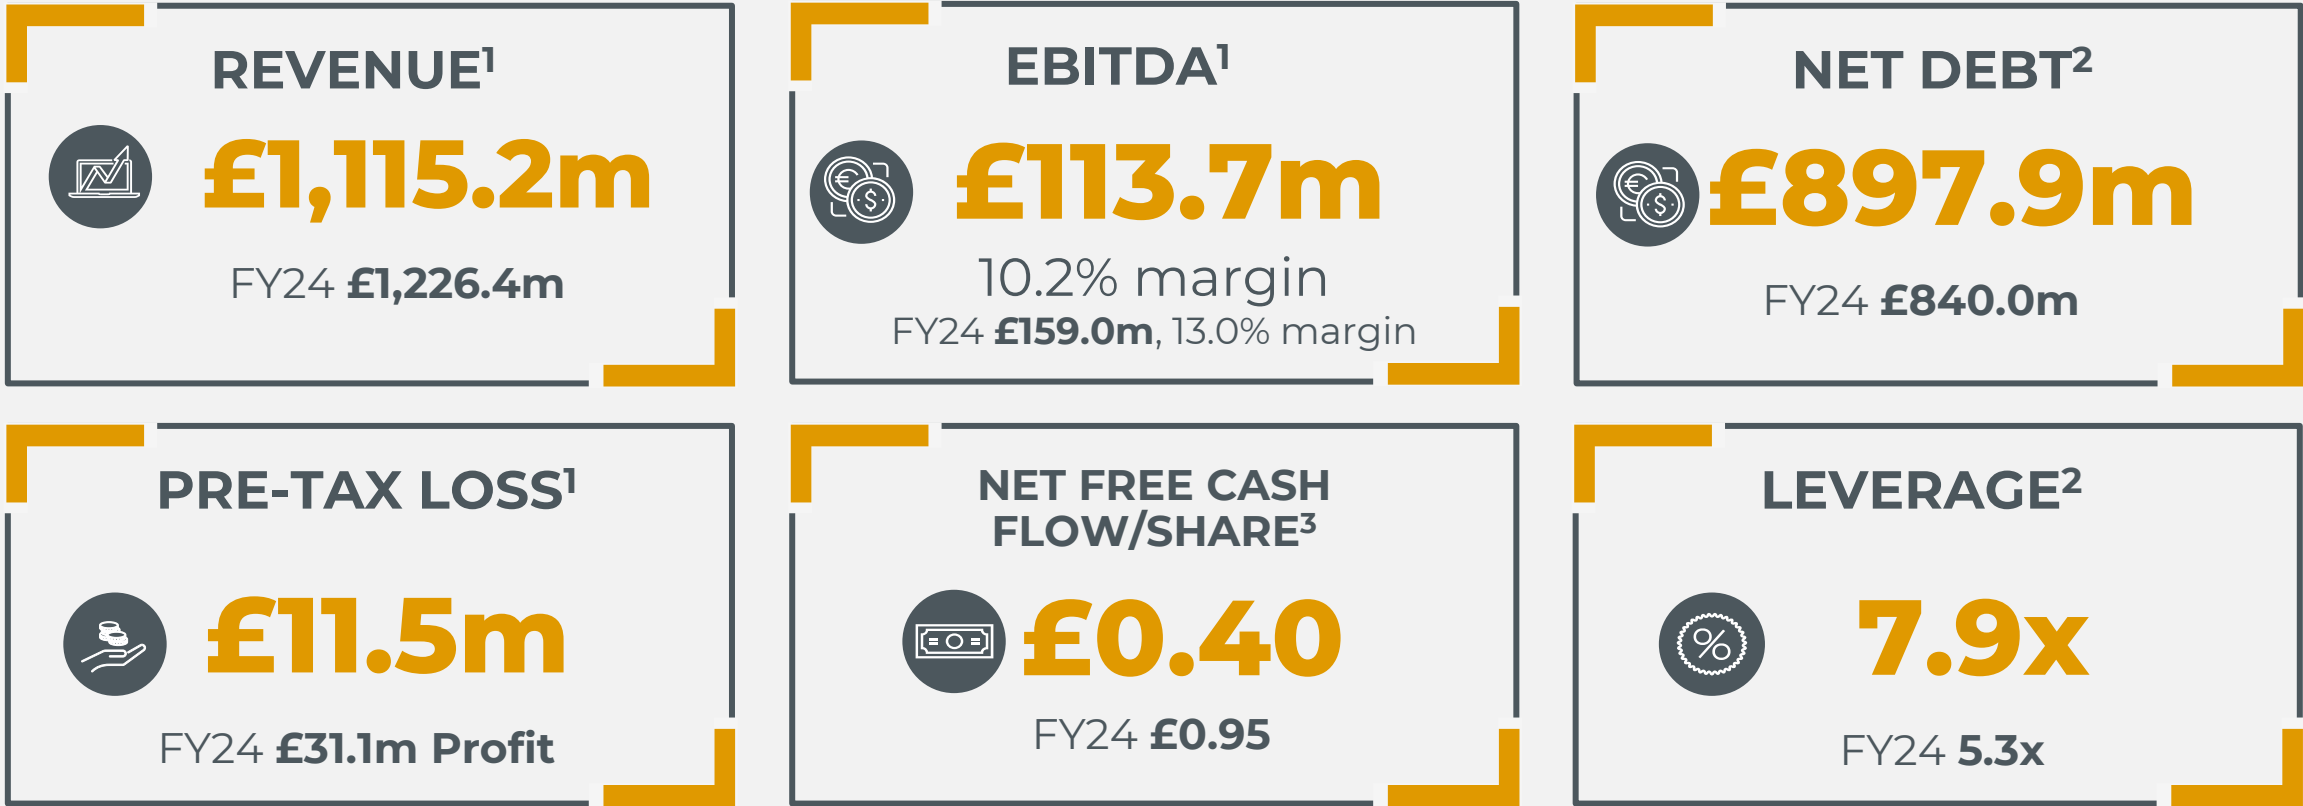 REVENUE¹
£1,115.2m
FY24 £1,226.4m
EBITDA¹
£113.7m
10.2% margin
FY24 £159.0m, 13.0% margin
NET DEBT²
£897.9m
FY24 £840.0m
PRE-TAX LOSS¹
£11.5m
FY24 £31.1m Profit
NET FREE CASH
FLOW/SHARE³
£0.40
FY24 £0.95
LEVERAGE²
7.9x
FY24 5.3x